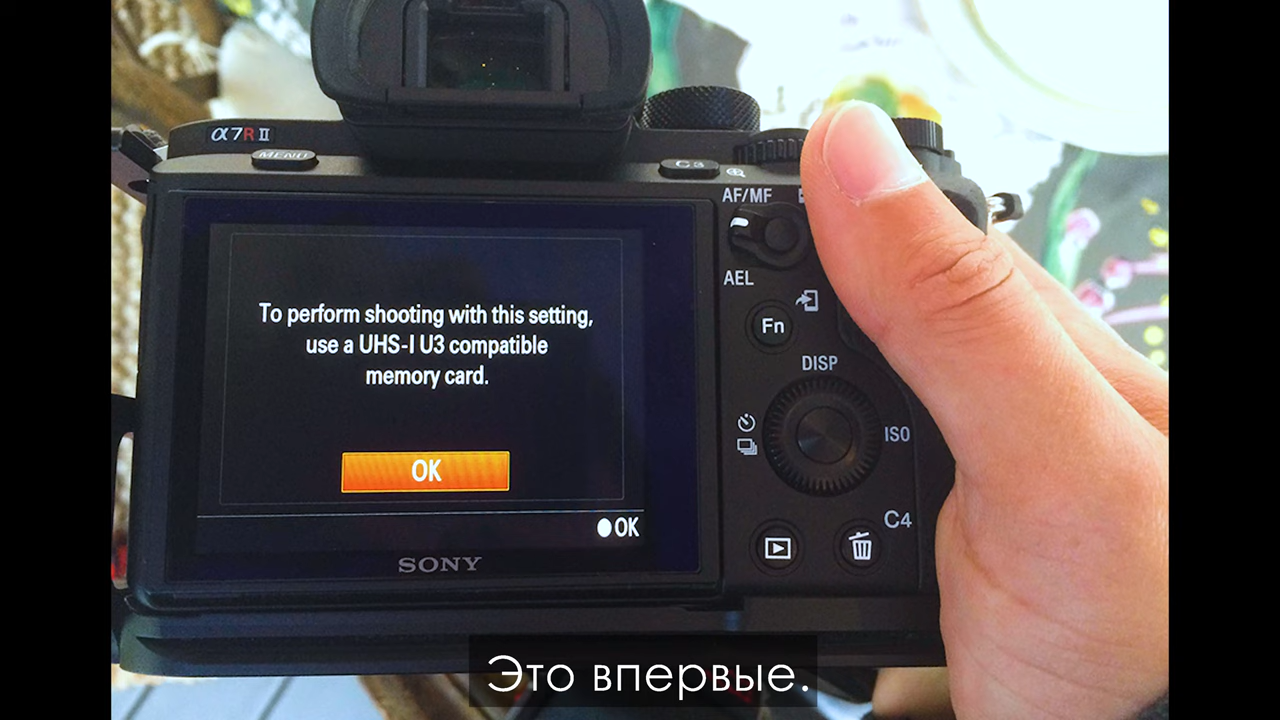 α7RII
MENU
C3
AF/MF
AEL
To perform shooting with this setting,
use a UHS-I U3 compatible
memory card.
Fn
DISP
ISO
OK
C4
OK
SONY
Это впервые.